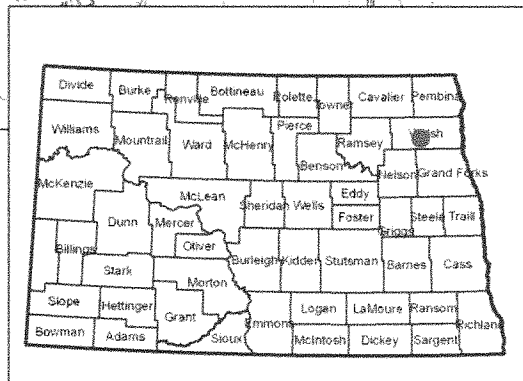 Divide Burke Renville Bottineau Rolette Towner Cavalier Pembina
Williams Mountrail Ward McHenry Pierce Ramsey Walsh
Benson Nelson Grand Forks
McKenzie McLean Sheridan Wells Eddy
Dunn Mercer Foster Griggs Steele Traill
Billings Oliver Burleigh Kidder Stutsman Barnes Cass
Stark Morton
Slope Hettinger Grant Emmons Logan LaMoure Ransom Richland
Bowman Adams Sioux McIntosh Dickey Sargent